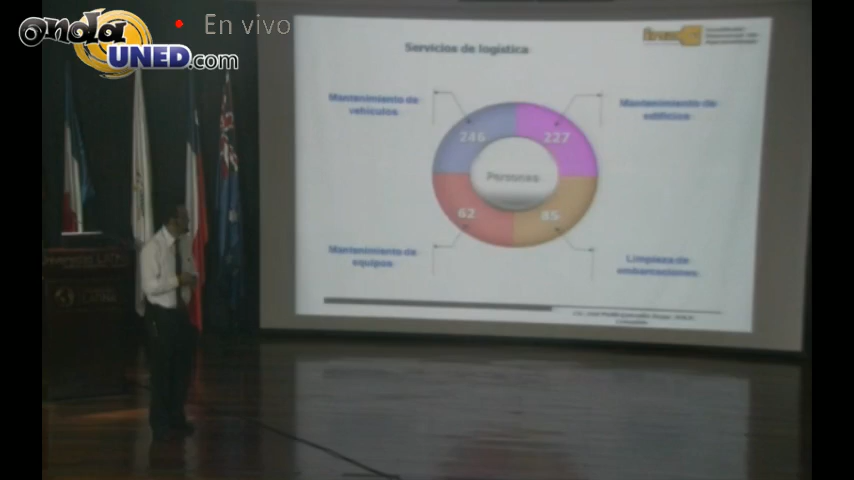 onda
UNED.com
En vivo
Servicios de logística
Mantenimiento de
vehículos
Mantenimiento de
edificios
246
227
Personas
62
85
Mantenimiento de
equipos
Limpieza de
embarcaciones